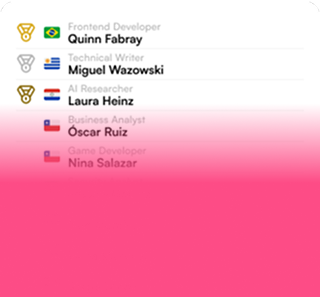 Frontend Developer
Quinn Fabray
Technical Writer
Miguel Wazowski
AI Researcher
Laura Heinz
Business Analyst
Óscar Ruiz
Game Developer
Nina Salazar